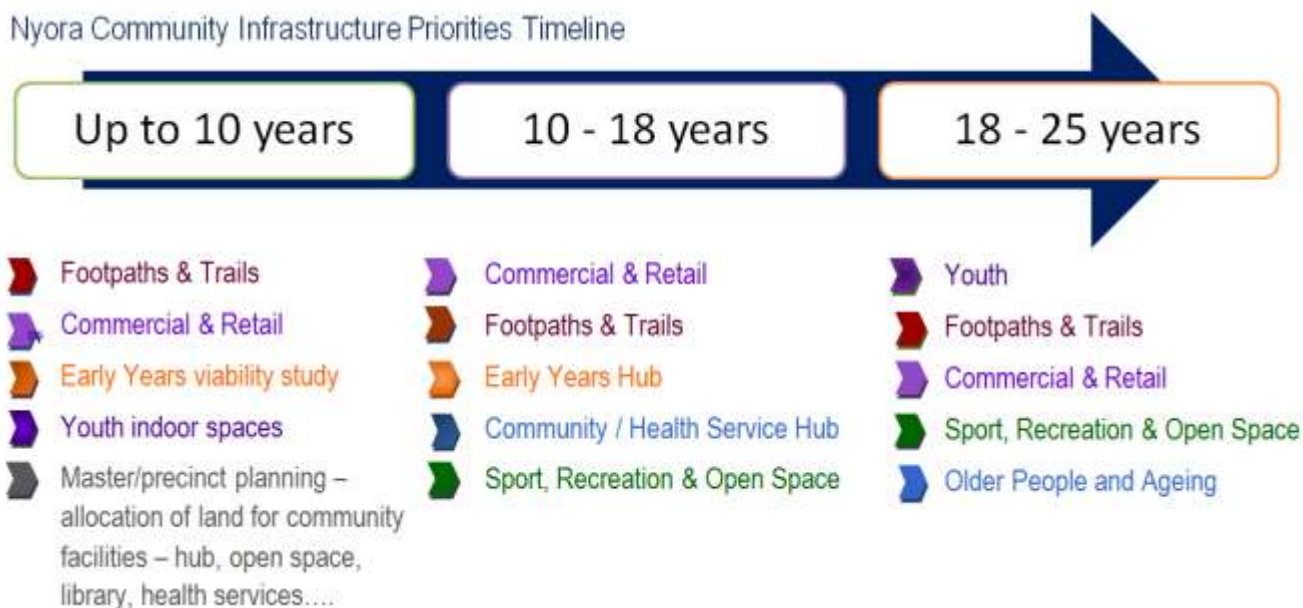 Nyora Community Infrastructure Priorities Timeline
Up to 10 years
10 - 18 years
18 - 25 years
Footpaths & Trails
Commercial & Retail
Early Years viability study
Youth indoor spaces
Master/precinct planning –
allocation of land for community
facilities – hub, open space,
library, health services….
Commercial & Retail
Footpaths & Trails
Early Years Hub
Community / Health Service Hub
Sport, Recreation & Open Space
Youth
Footpaths & Trails
Commercial & Retail
Sport, Recreation & Open Space
Older People and Ageing